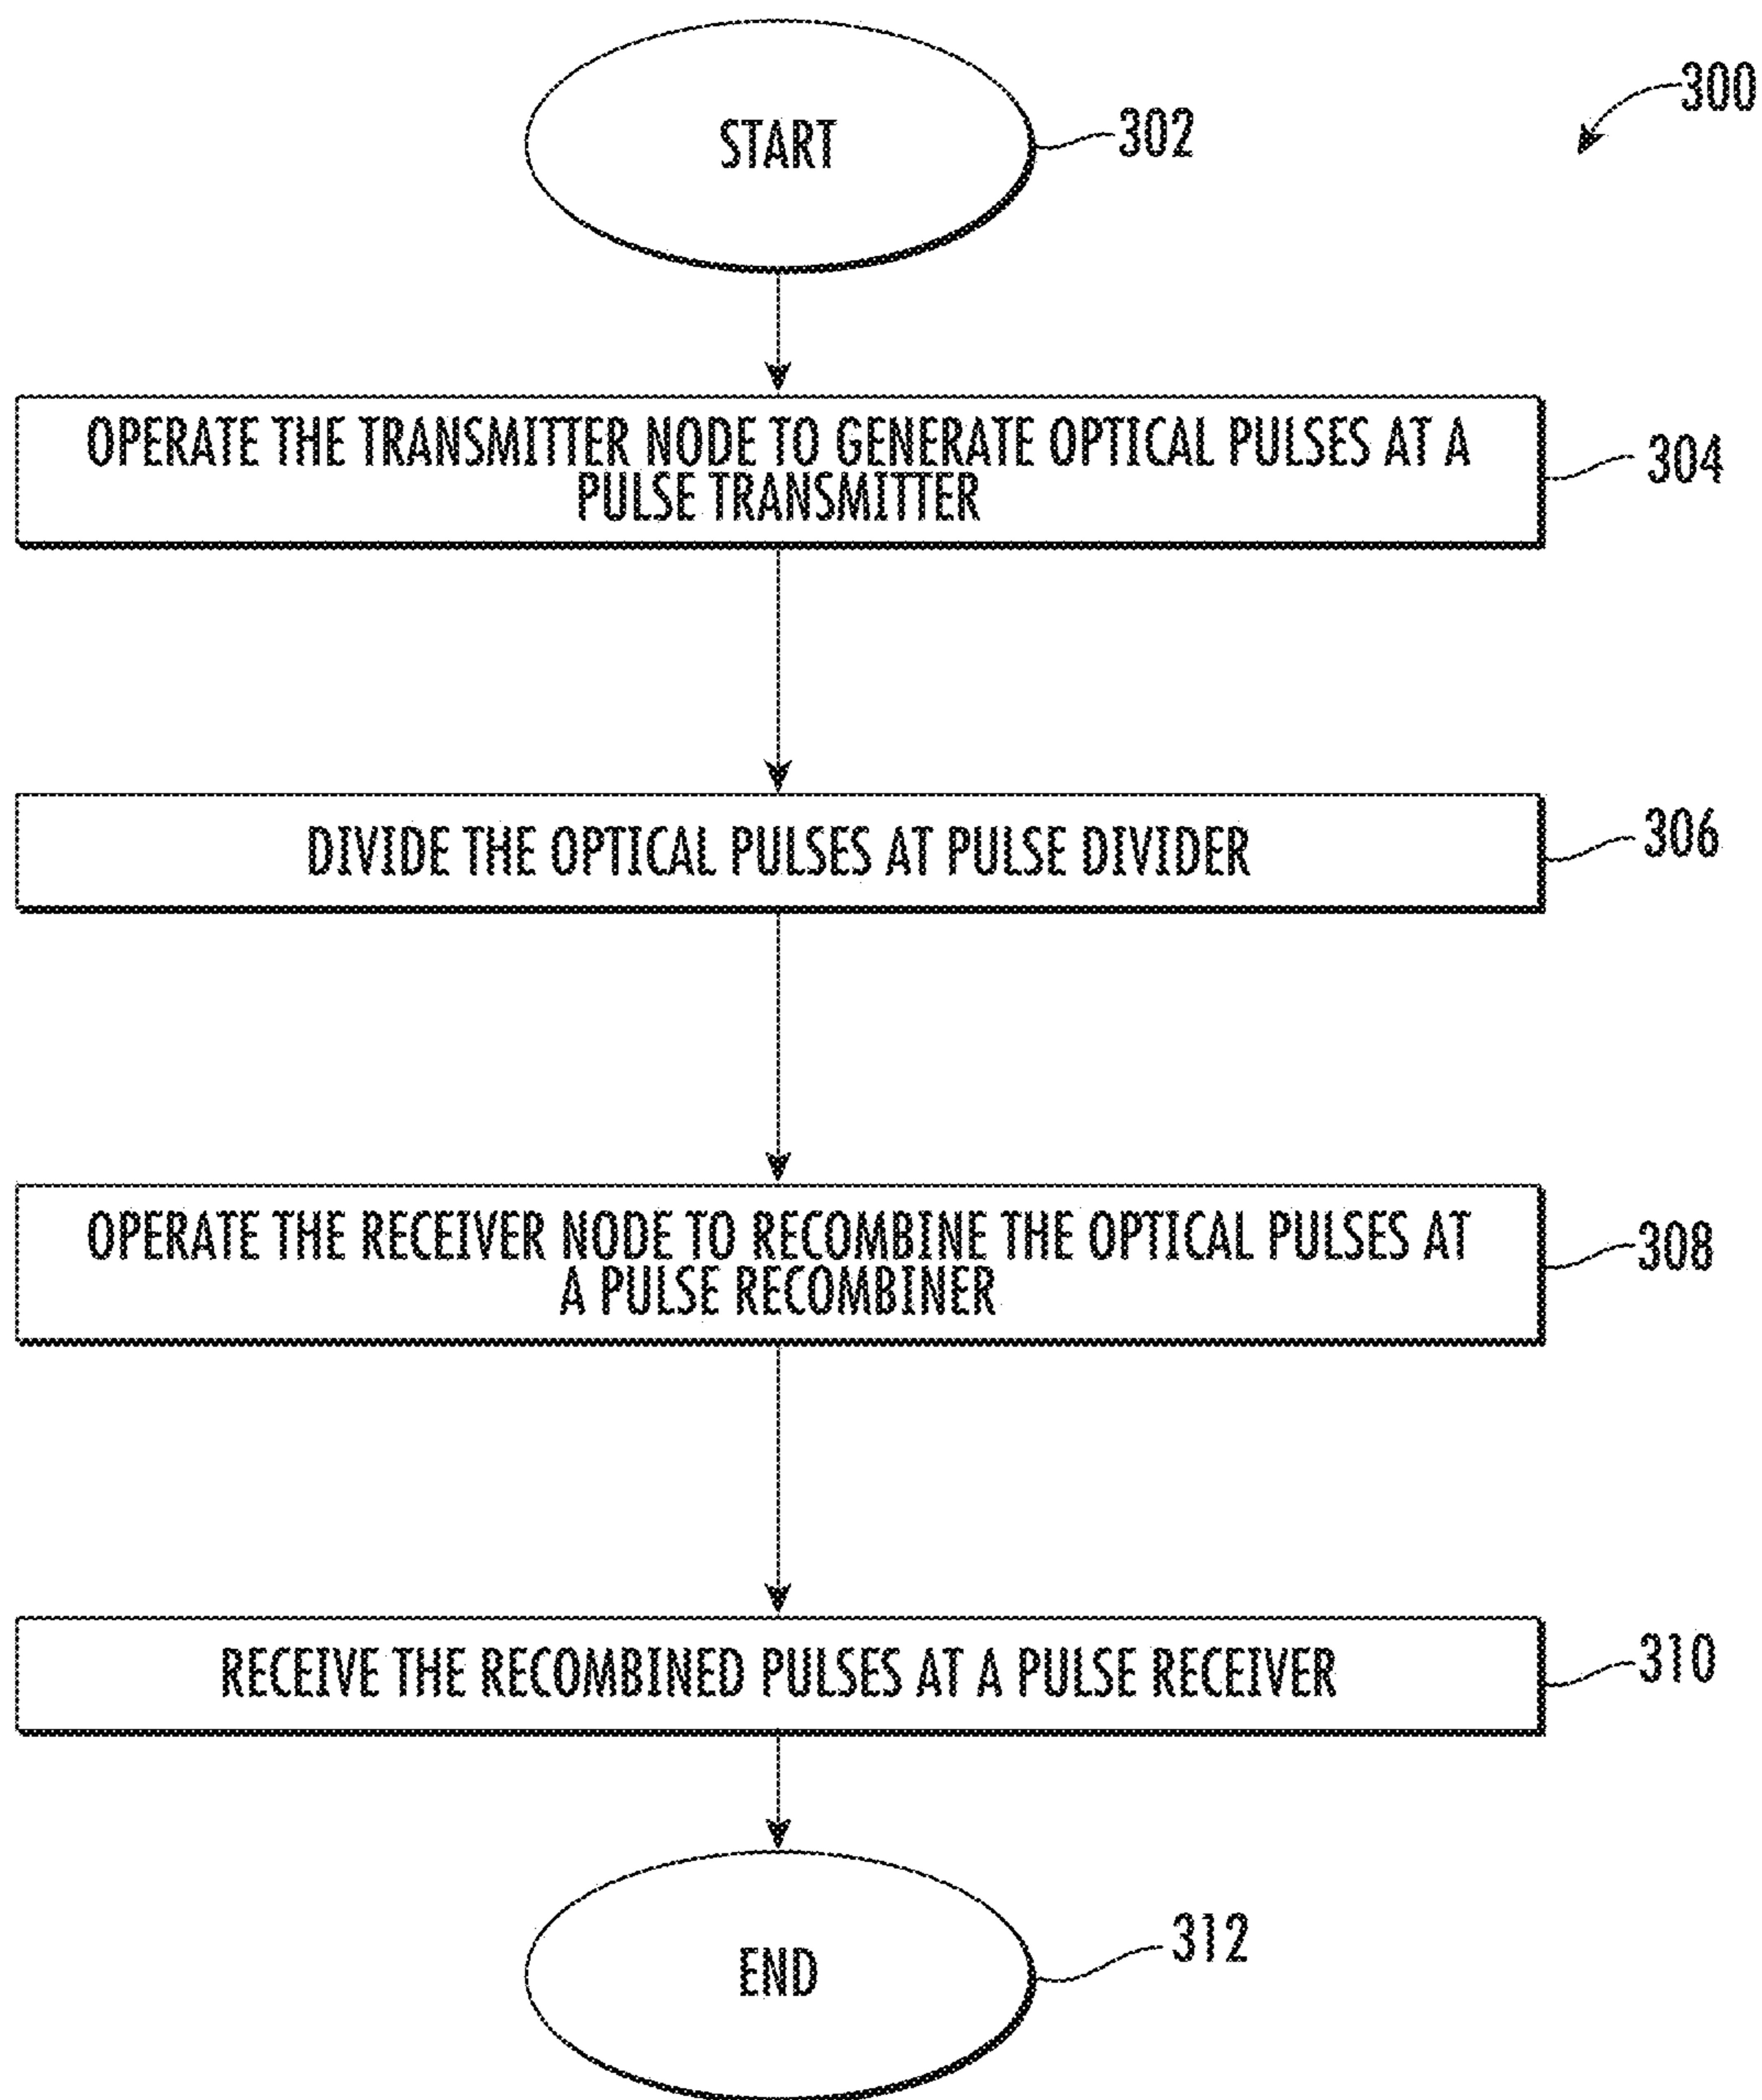 300
START
302
OPERATE THE TRANSMITTER NODE TO GENERATE OPTICAL PULSES AT A
PULSE TRANSMITTER
304
DIVIDE THE OPTICAL PULSES AT PULSE DIVIDER
306
OPERATE THE RECEIVER NODE TO RECOMBINE THE OPTICAL PULSES AT
A PULSE RECOMBINER
308
RECEIVE THE RECOMBINED PULSES AT A PULSE RECEIVER
310
END
312